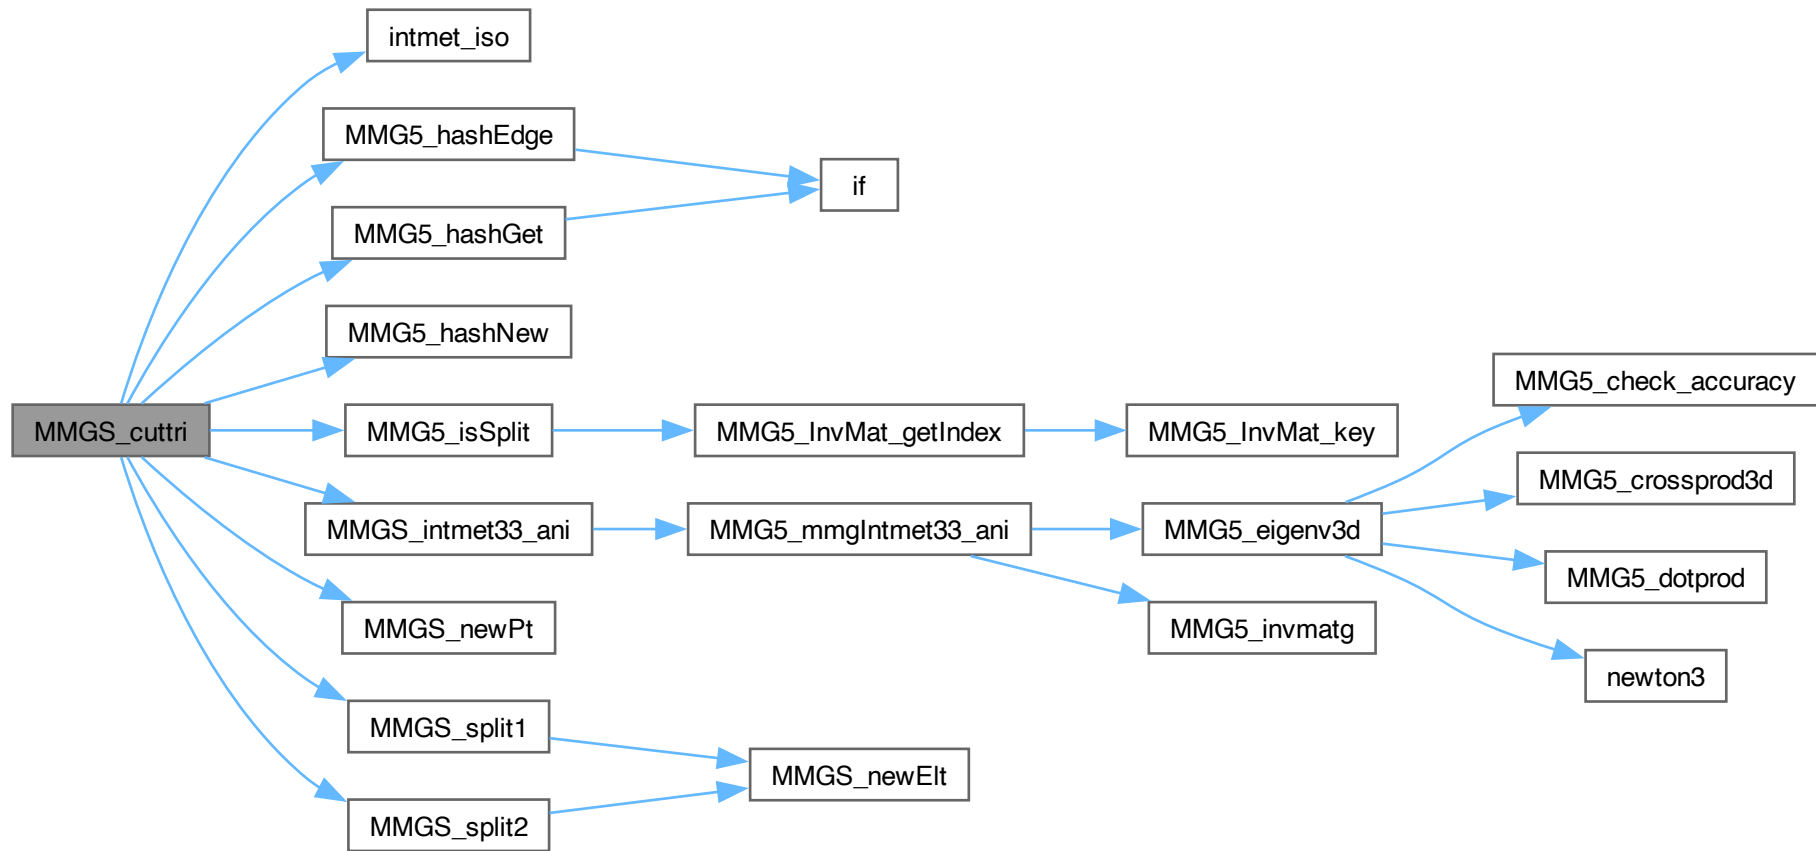 intmet_iso
MMG5_hashEdge
if
MMG5_hashGet
MMG5_hashNew
MMG5_check_accuracy
MMGS_cuttri
MMG5_isSplit
MMG5_InvMat_getIndex
MMG5_InvMat_key
MMG5_crossprod3d
MMGS_intmet33_ani
MMG5_mmgIntmet33_ani
MMG5_eigenv3d
MMG5_dotprod
MMGS_newPt
MMG5_invmatg
newton3
MMGS_split1
MMGS_newElt
MMGS_split2